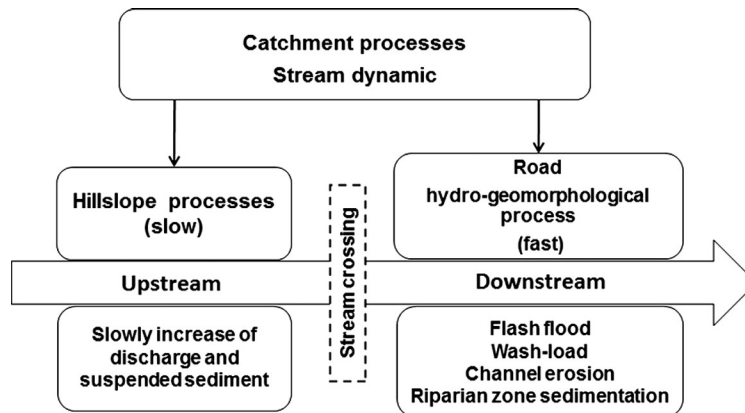 Catchment processes
Stream dynamic
Hillslope processes
(slow)
Road
hydro-geomorphological
process
(fast)
Upstream
Stream crossing
Downstream
Slowly increase of
discharge and
suspended sediment
Flash flood
Wash-load
Channel erosion
Riparian zone sedimentation